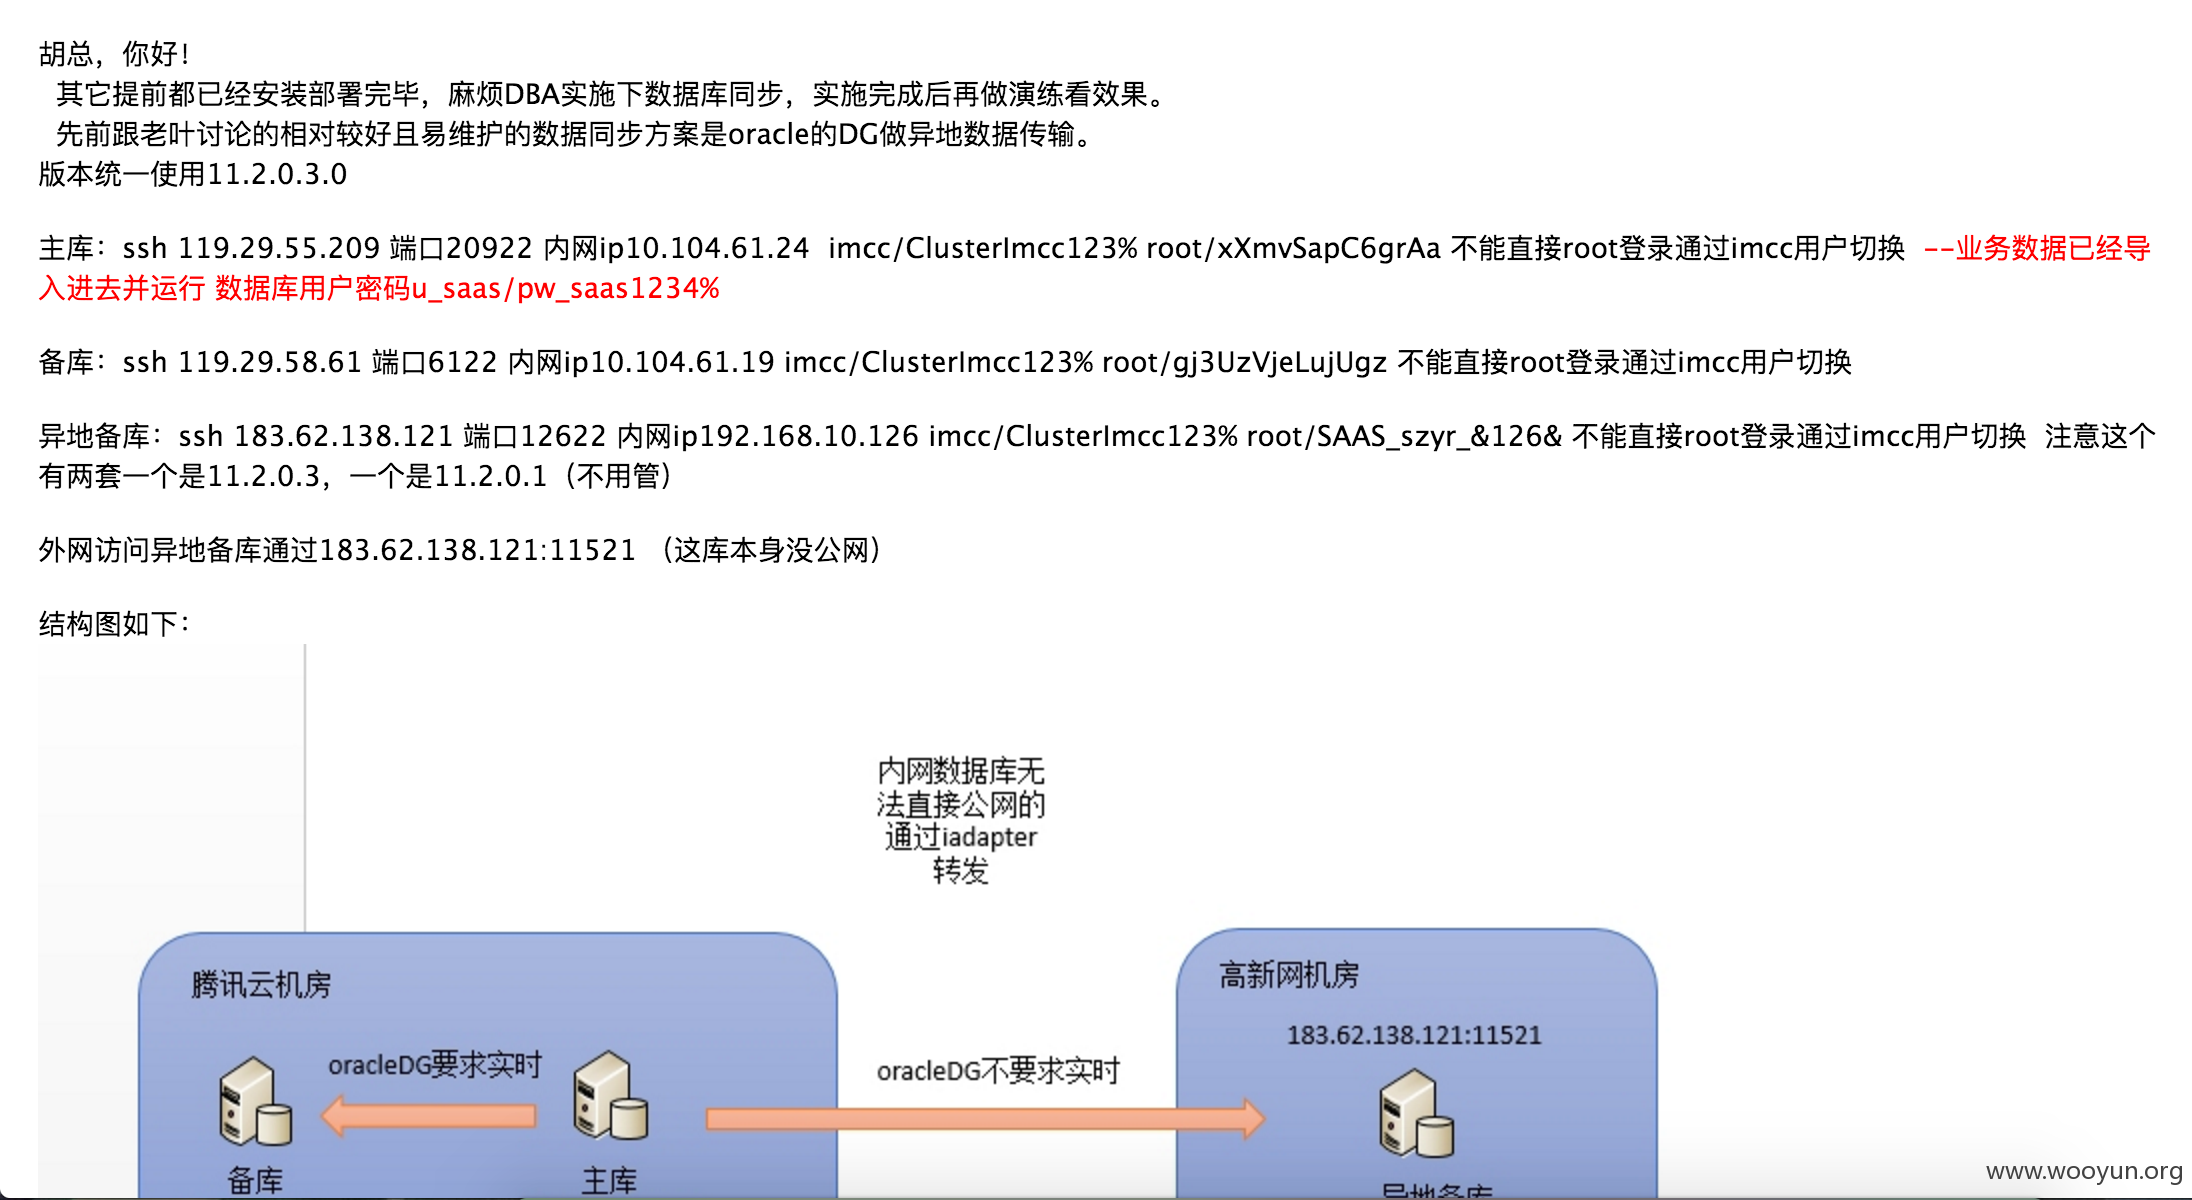 胡总，你好！
其它提前都已经安装部署完毕，麻烦DBA实施下数据库同步，实施完成后再做演练看效果。
先前跟老叶讨论的相对较好且易维护的数据同步方案是oracle的DG做异地数据传输。
版本统一使用11.2.0.3.0
主库：ssh 119.29.55.209 端口20922 内网ip10.104.61.24 imcc/ClusterImcc123% root/xXmvSapC6grAa 不能直接root登录通过imcc用户切换 --业务数据已经导
入进去并运行 数据库用户密码u_saas/pw_saas1234%
备库：ssh 119.29.58.61 端口6122 内网ip10.104.61.19 imcc/ClusterImcc123% root/gj3UzVjeLujUgz 不能直接root登录通过imcc用户切换
异地备库：ssh 183.62.138.121 端口12622 内网ip192.168.10.126 imcc/ClusterImcc123% root/SAAS_szyr_&126& 不能直接root登录通过imcc用户切换 注意这个
有两套一个是11.2.0.3，一个是11.2.0.1（不用管）
外网访问异地备库通过183.62.138.121:11521 （这库本身没公网）
结构图如下：
内网数据库无
法直接公网的
通过iadapter
转发
腾讯云机房
高新网机房
183.62.138.121:11521
oracleDG要求实时
oracleDG不要求实时
备库
主库
异地备库
www.wooyun.org